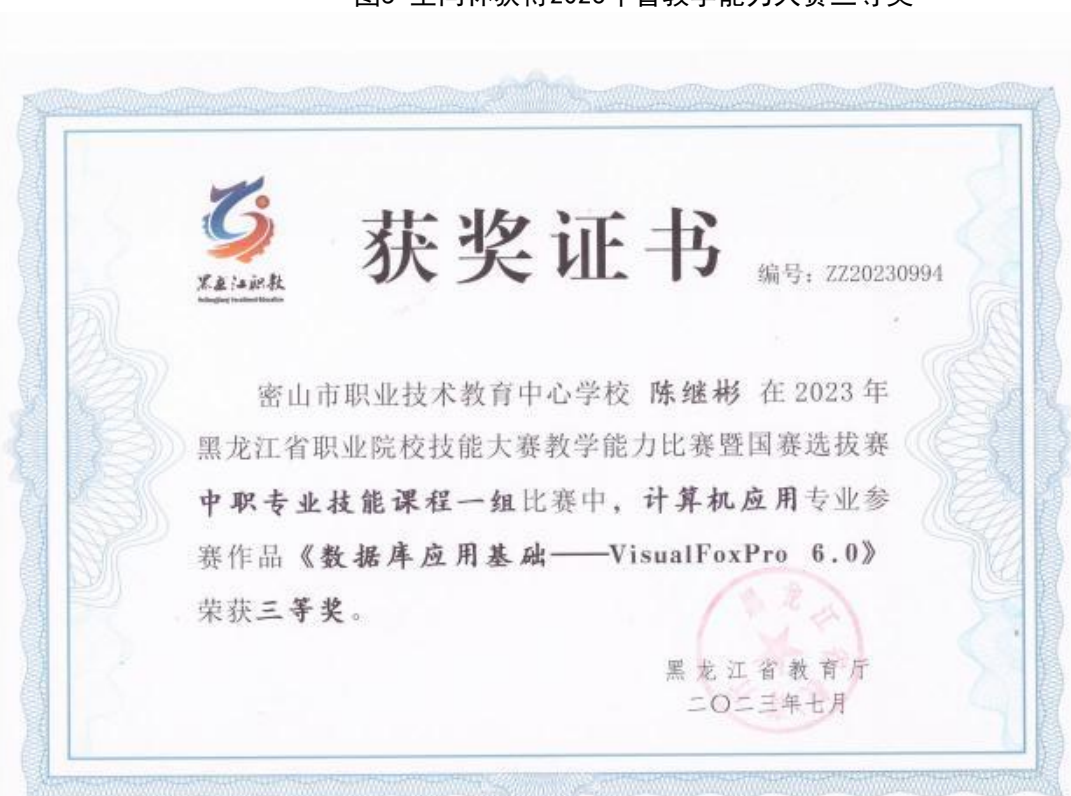 获奖证书
黑龙江职教
Heilongjiang Vocational Education
编号：ZZ20230994
密山市职业技术教育中心学校 陈继彬 在 2023 年
黑龙江省职业院校技能大赛教学能力比赛暨国赛选拔赛
中职专业技能课程一组比赛中，计算机应用专业参
赛作品《数据库应用基础——VisualFoxPro 6.0》
荣获三等奖。
黑龙江省教育厅
二〇二三年七月